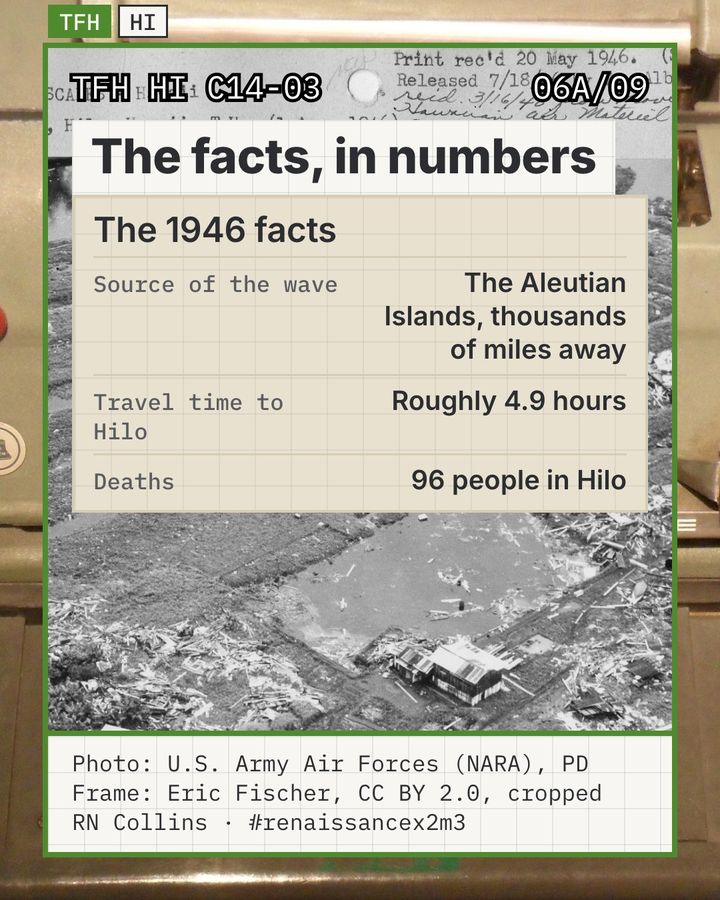 TFH HI
Print rec'd 20 May 1946.
Released 7/18/
TFH HI C14-03
06A/09
The facts, in numbers
The 1946 facts
Source of the wave
The Aleutian
Islands, thousands
of miles away
Travel time to
Hilo
Roughly 4.9 hours
Deaths
96 people in Hilo
Photo: U.S. Army Air Forces (NARA), PD
Frame: Eric Fischer, CC BY 2.0, cropped
RN Collins · #renaissancex2m3